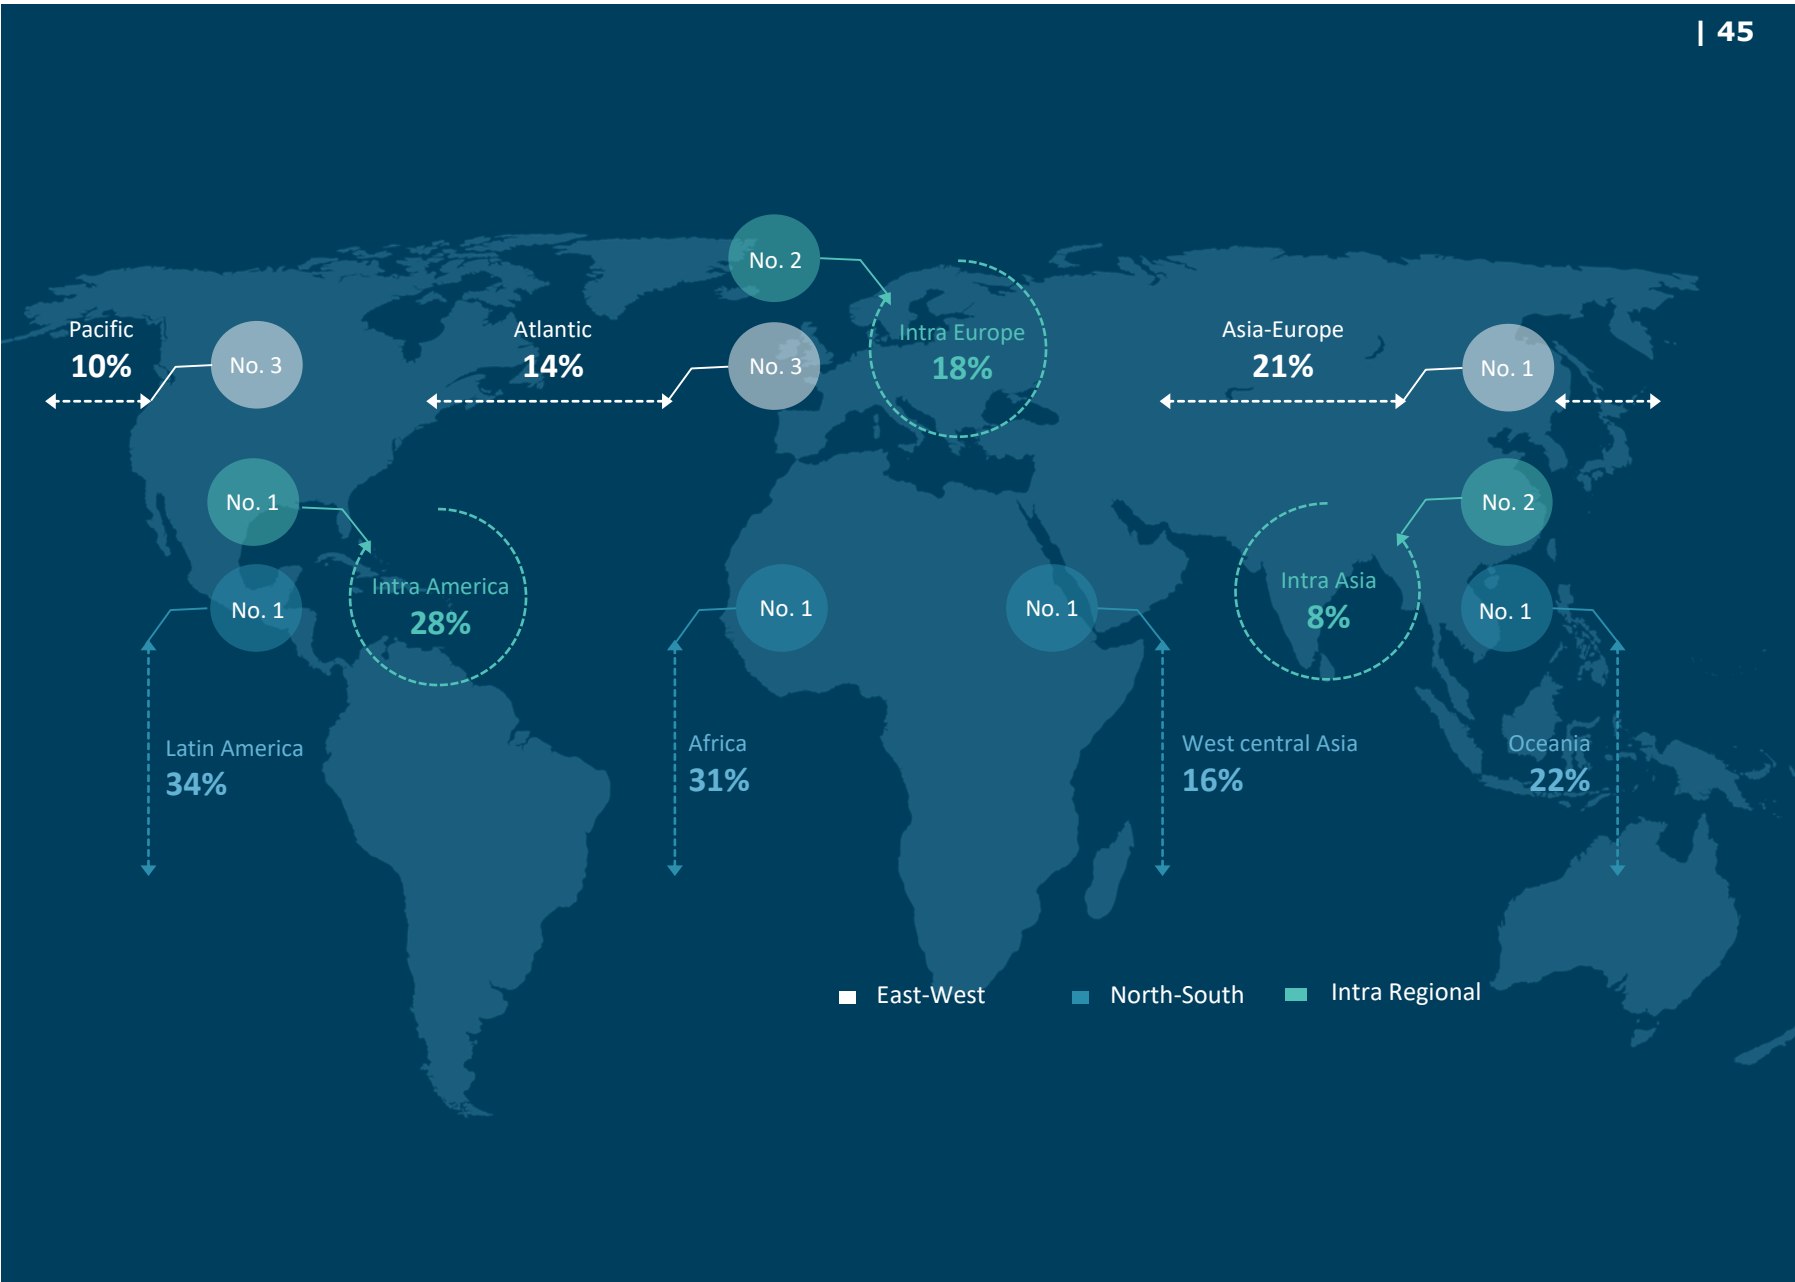 | 45
No. 2
Pacific
10%
No. 3
Atlantic
14%
No. 3
Intra Europe
18%
Asia-Europe
21%
No. 1
No. 1
Intra America
28%
No. 1
No. 1
No. 1
Intra Asia
8%
No. 2
No. 1
Latin America
34%
Africa
31%
West central Asia
16%
Oceania
22%
East-West
North-South
Intra Regional